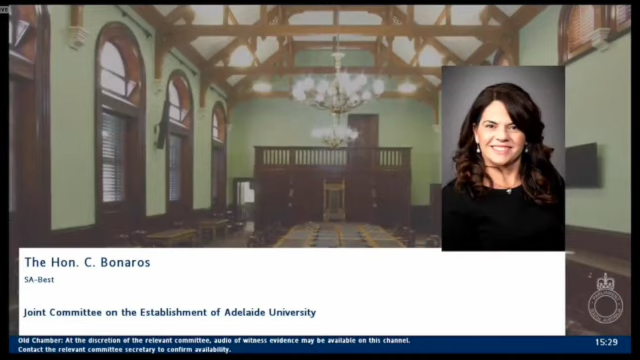 The Hon. C. Bonaros
SA-Best
Joint Committee on the Establishment of Adelaide University
Old Chamber: At the discretion of the relevant committee, audio of witness evidence may be available on this channel.
Contact the relevant committee secretary to confirm availability.
15:29